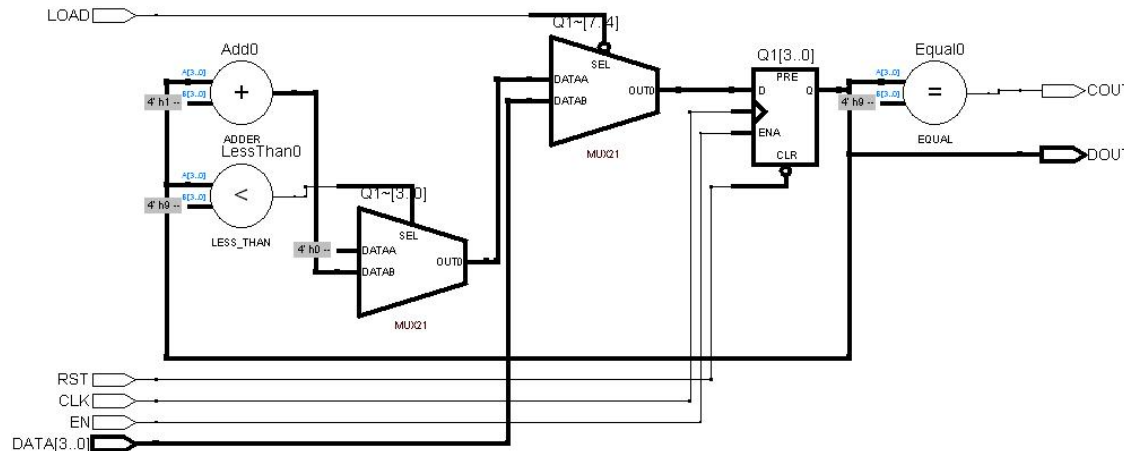 LOAD
Q1~[7..4]
SEL
DATAA
DATAB
OUT0
MUX21
Add0
A[3..0]
B[3..0]
4' h1 --
+
ADDER
LessThan0
A[3..0]
B[3..0]
4' h9 --
<
LESS_THAN
Q1~[3..0]
SEL
4' h0 --
DATAA
DATAB
OUT0
MUX21
Q1[3..0]
PRE
D
Q
ENA
CLR
Equal0
A[3..0]
B[3..0]
4' h9 --
=
EQUAL
COUT
DOUT
RST
CLK
EN
DATA[3..0]